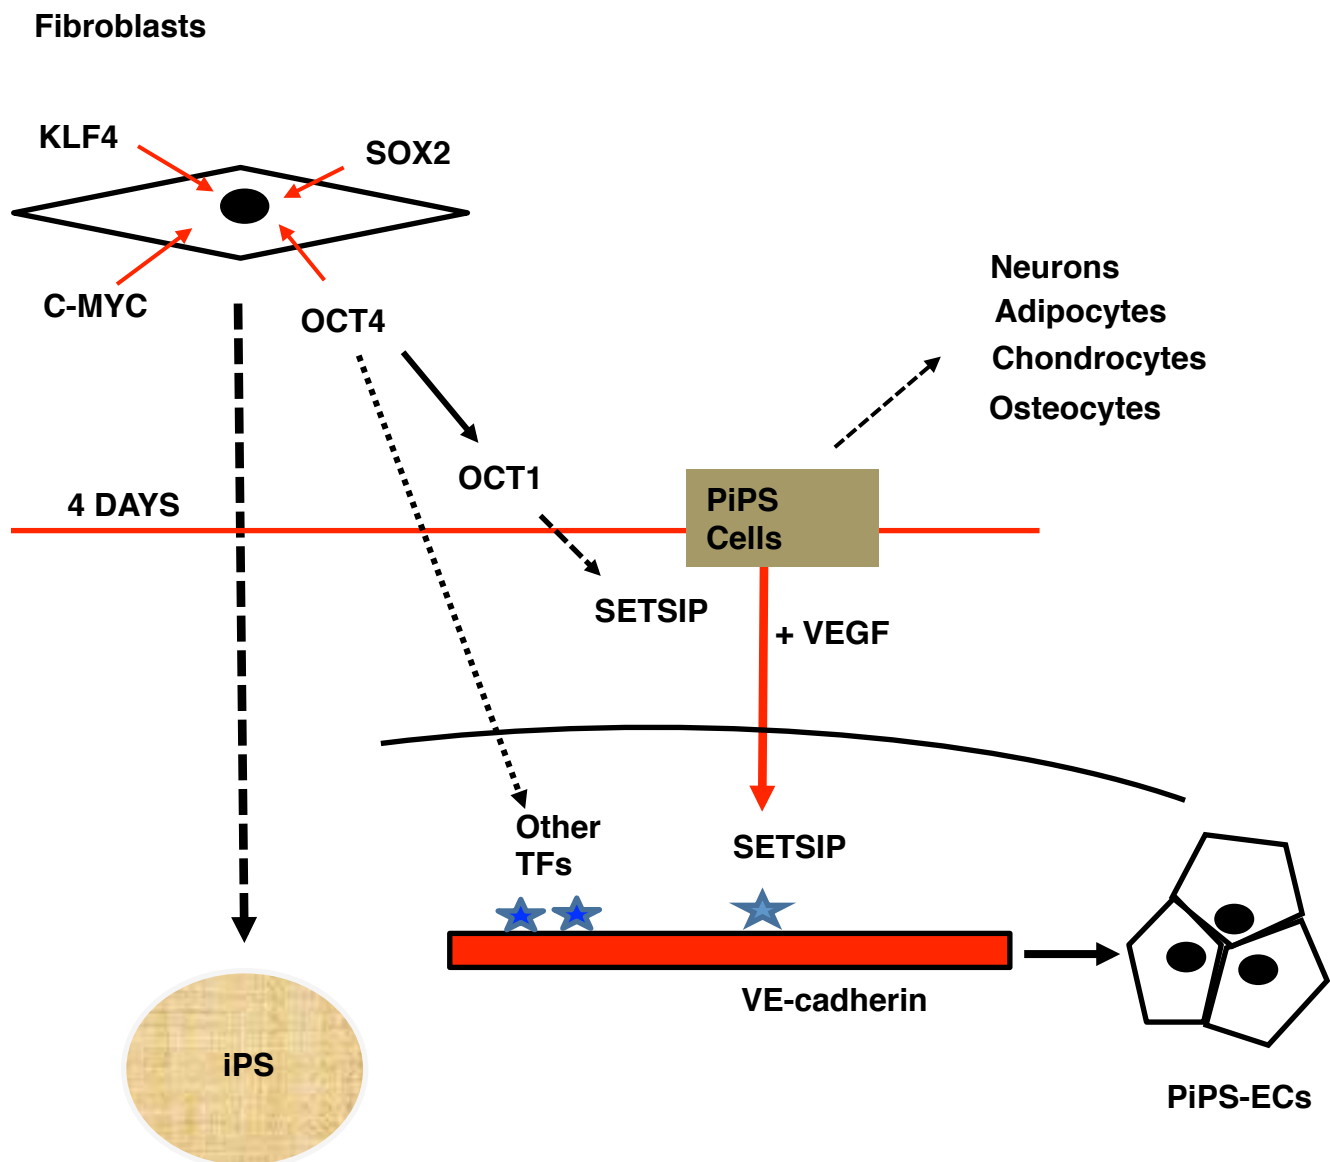 Fibroblasts
KLF4
SOX2
C-MYC
OCT4
Neurons
Adipocytes
Chondrocytes
Osteocytes
OCT1
4 DAYS
PiPS
Cells
SETSIP
+ VEGF
Other
TFs
SETSIP
VE-cadherin
iPS
PiPS-ECs